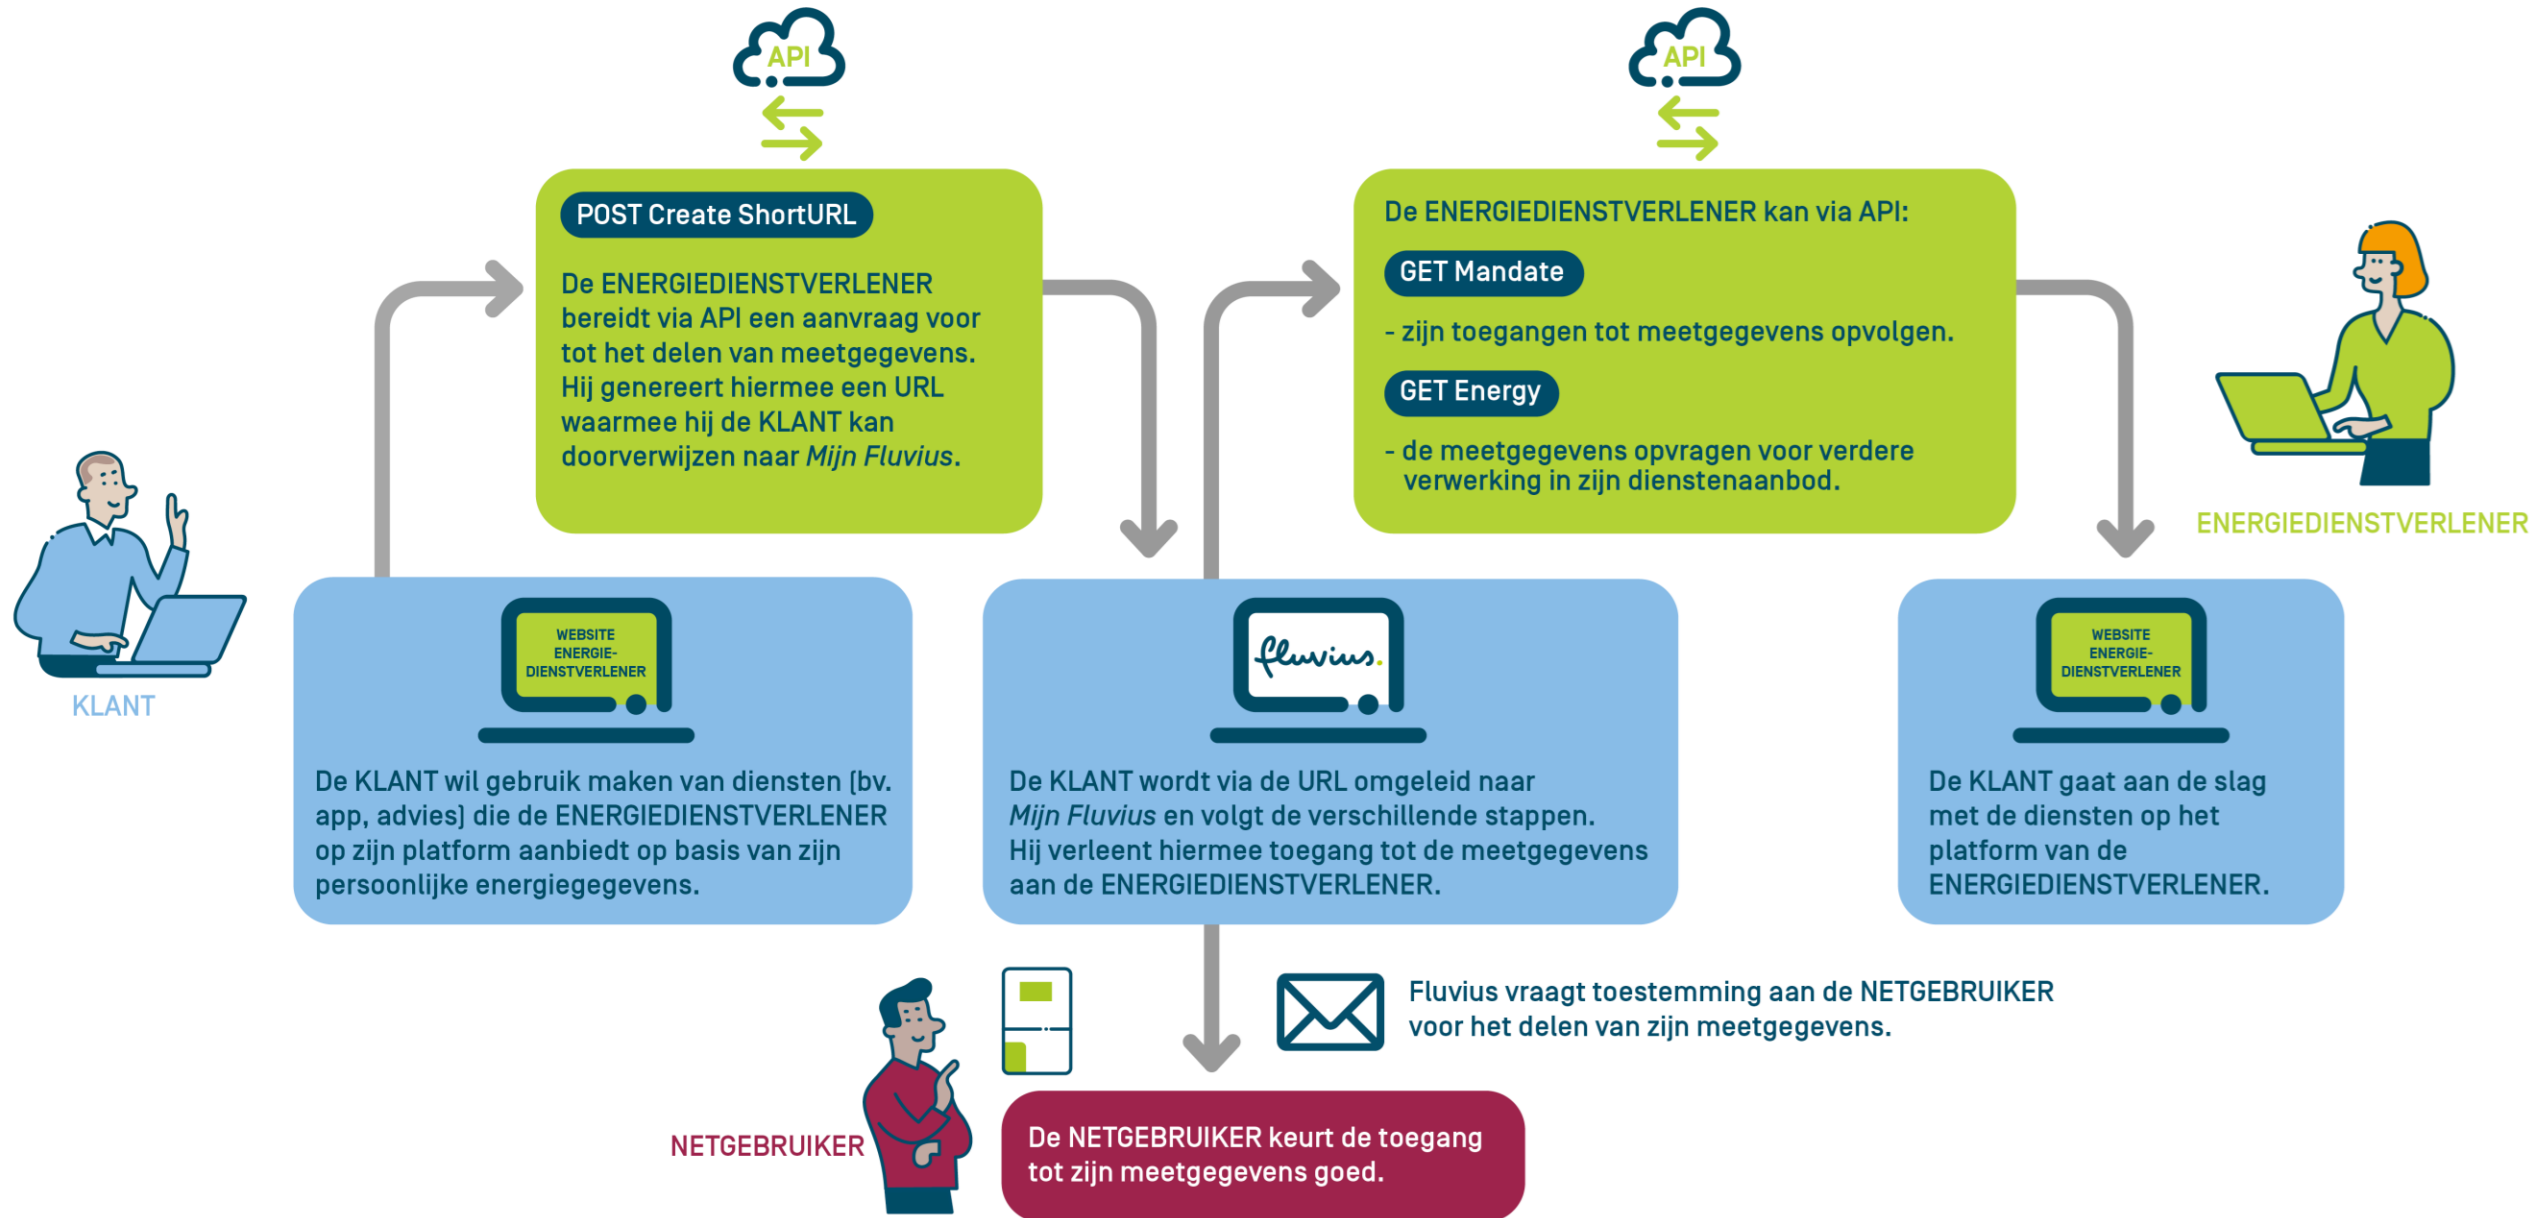 API
POST Create ShortURL
De ENERGIEDIENSTVERLENER
bereidt via API een aanvraag voor
tot het delen van meetgegevens.
Hij genereert hiermee een URL
waarmee hij de KLANT kan
doorverwijzen naar Mijn Fluvius.
API
De ENERGIEDIENSTVERLENER kan via API:
GET Mandate
- zijn toegangen tot meetgegevens opvolgen.
GET Energy
- de meetgegevens opvragen voor verdere
verwerking in zijn dienstenaanbod.
ENERGIEDIENSTVERLENER
KLANT
WEBSITE
ENERGIE-
DIENSTVERLENER
De KLANT wil gebruik maken van diensten (bv.
app, advies) die de ENERGIEDIENSTVERLENER
op zijn platform aanbiedt op basis van zijn
persoonlijke energiegegevens.
fluvius.
De KLANT wordt via de URL omgeleid naar
Mijn Fluvius en volgt de verschillende stappen.
Hij verleent hiermee toegang tot de meetgegevens
aan de ENERGIEDIENSTVERLENER.
WEBSITE
ENERGIE-
DIENSTVERLENER
De KLANT gaat aan de slag
met de diensten op het
platform van de
ENERGIEDIENSTVERLENER.
Fluvius vraagt toestemming aan de NETGEBRUIKER
voor het delen van zijn meetgegevens.
NETGEBRUIKER
De NETGEBRUIKER keurt de toegang
tot zijn meetgegevens goed.